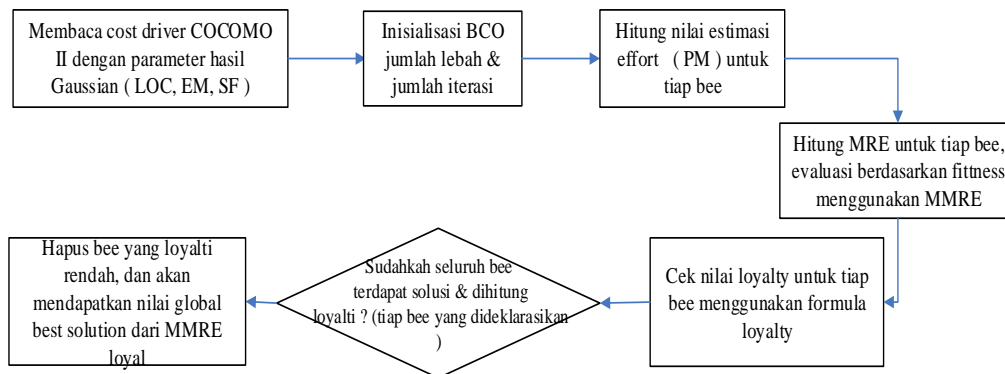 Membaca cost driver COCOMO
II dengan parameter hasil
Gaussian ( LOC, EM, SF )
Inisialisasi BCO
jumlah lebah &
jumlah iterasi
Hitung nilai estimasi
effort ( PM ) untuk
tiap bee
Hitung MRE untuk tiap bee,
evaluasi berdasarkan fittness
menggunakan MMRE
Cek nilai loyalty untuk tiap
bee menggunakan formula
loyalty
Sudahkah seluruh bee
terdapat solusi & dihitung
loyalti ? (tiap bee yang dideklarasikan
)
Hapus bee yang loyalti
rendah, dan akan
mendapatkan nilai global
best solution dari MMRE
loyal